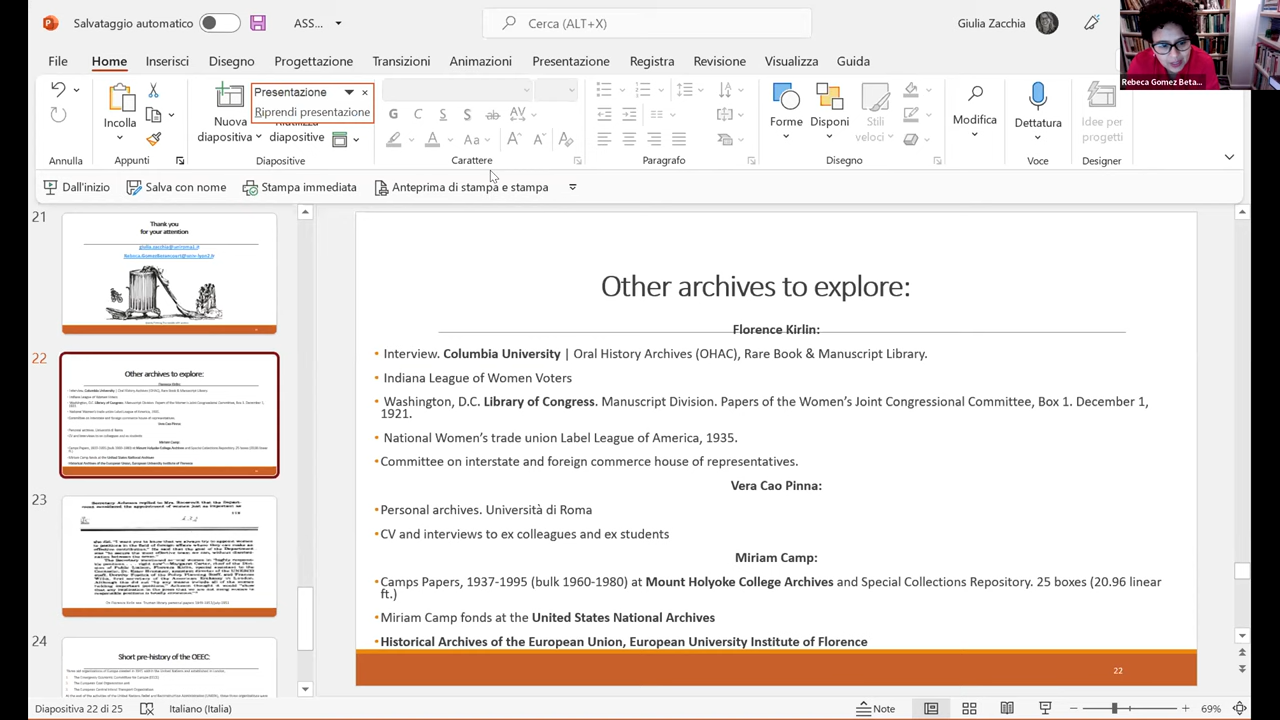 Salvataggio automatico
ASS...
Cerca (ALT+X)
Giulia Zacchia
Rebeca Gomez Beta...
File
Home
Inserisci
Disegno
Progettazione
Transizioni
Animazioni
Presentazione
Registra
Revisione
Visualizza
Guida
Presentazione
Riprendi presentazione
Incolla
Nuova
diapositiva
diapositive
G C S S ab
Aa
Forme
Disponi
Stili
veloci
Modifica
Dettatura
Idee per
progetti
Annulla
Appunti
Diapositive
Carattere
Paragrafo
Disegno
Voce
Designer
Dall'inizio
Salva con nome
Stampa immediata
Anteprima di stampa e stampa
21
Thank you
for your attention
22
Other archives to explore:
23
24
Short pre-history of the OEEC:
Other archives to explore:
Florence Kirlin:
• Interview. Columbia University | Oral History Archives (OHAC), Rare Book & Manuscript Library.
• Indiana League of Women Voters
• Washington, D.C. Library of Congress. Manuscript Division. Papers of the Women's Joint Congressional Committee, Box 1. December 1,
1921.
• National Women's trade union label League of America, 1935.
• Committee on interstate and foreign commerce house of representatives.
Vera Cao Pinna:
• Personal archives. Università di Roma
• CV and interviews to ex colleagues and ex students
Miriam Camp
• Camps Papers, 1937-1995 (bulk 1960-1980) at Mount Holyoke College Archives and Special Collections Repository. 25 boxes (20.96 linear
ft.)
• Miriam Camp fonds at the United States National Archives
• Historical Archives of the European Union, European University Institute of Florence
22
Diapositiva 22 di 25
Italiano (Italia)
Note
69%